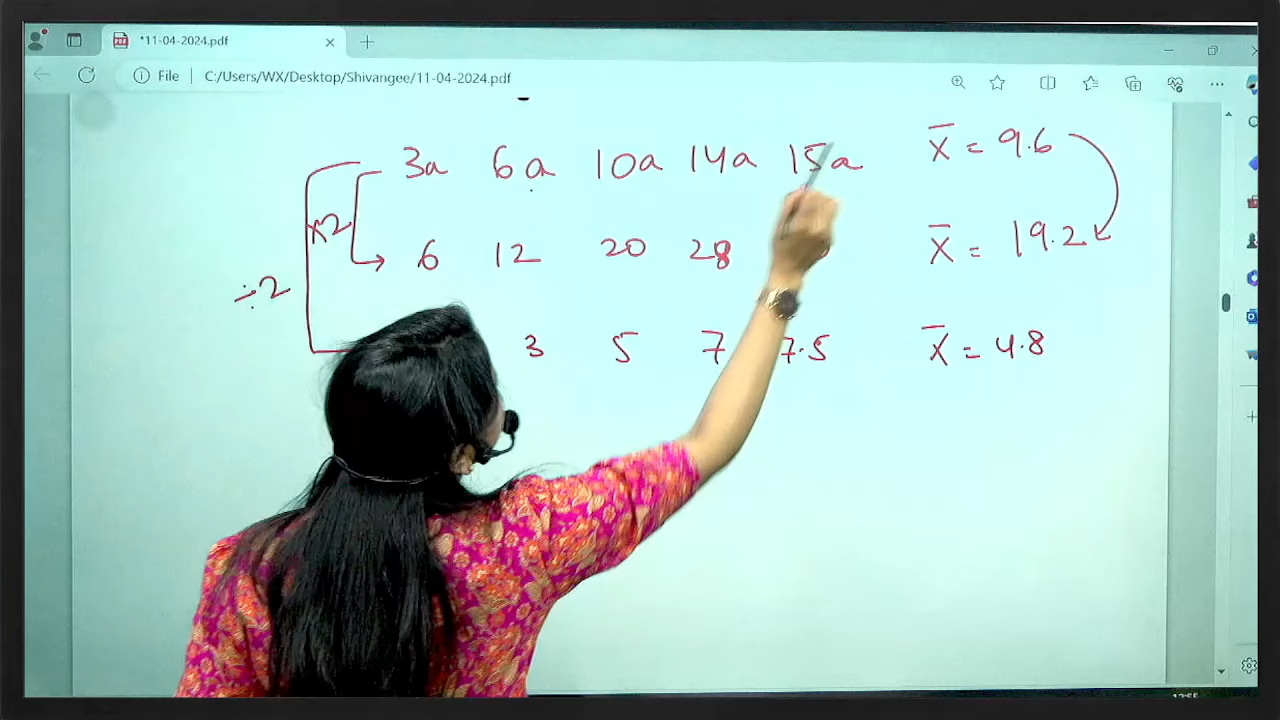 *11-04-2024.pdf
File C:/Users/WX/Desktop/Shivangee/11-04-2024.pdf
3a 6a 10a 14a 15a x̄ = 9.6
×2
6 12 20 28 x̄ = 19.2
÷2
3 5 7 7.5 x̄ = 4.8